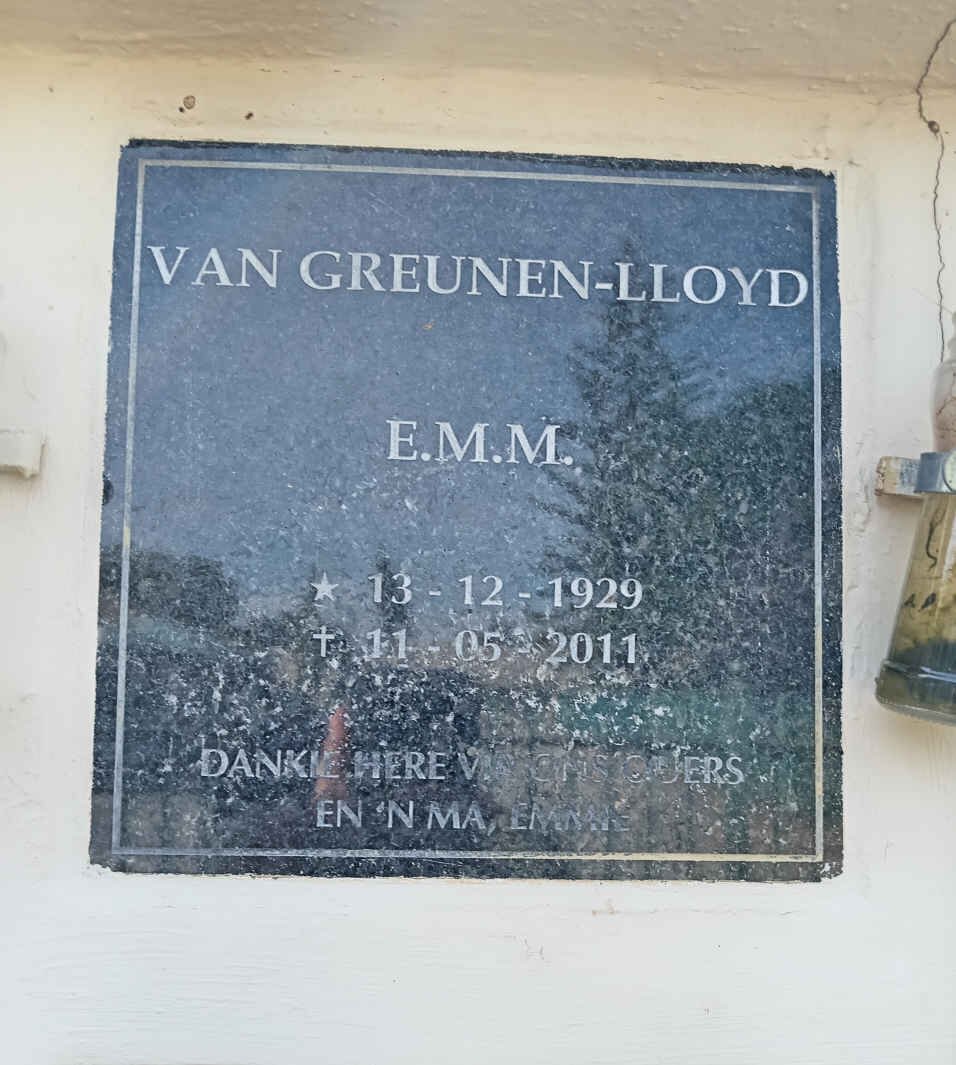 VAN GREUNEN-LLOYD
E.M.M.
★ 13 - 12 - 1929
✝ 11 - 05 - 2011
DANKIE HERE VIR ONS OUERS
EN 'N MA, EMMIE